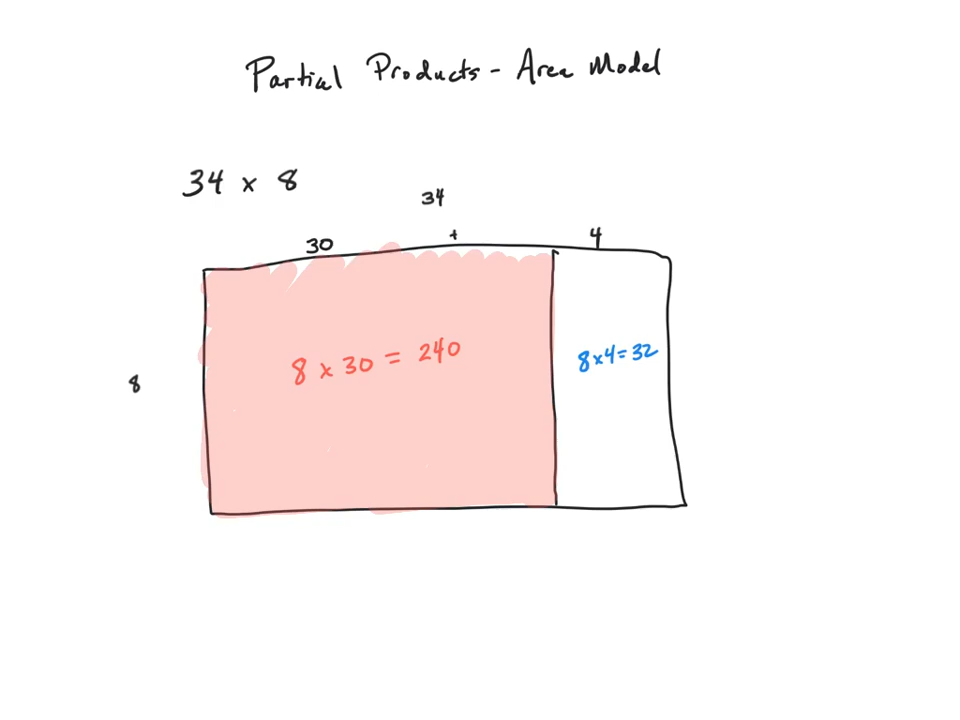 Partial Products - Area Model
34 x 8
34
30 + 4
8
8 x 30 = 240
8x4=32